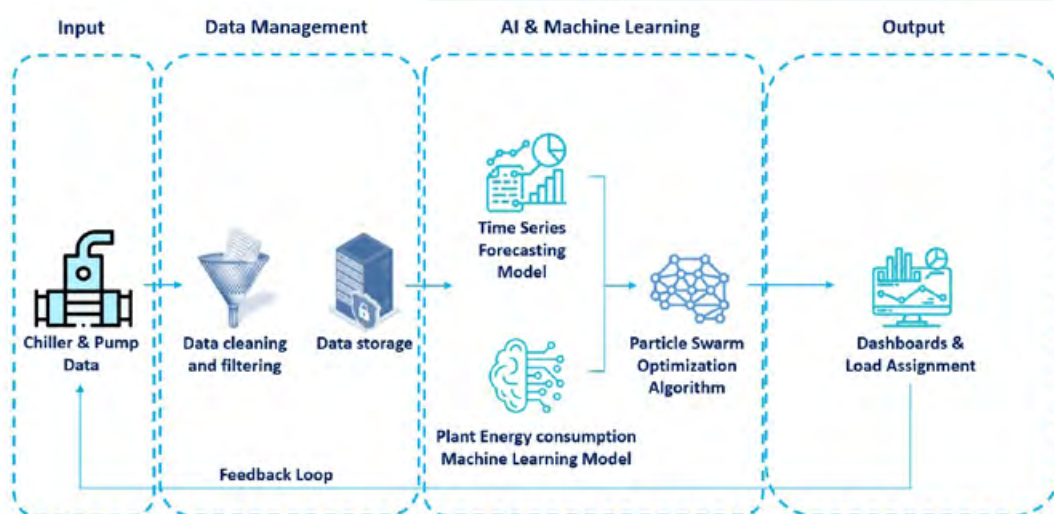 Input
Data Management
AI & Machine Learning
Output
Chiller & Pump
Data
Data cleaning
and filtering
Data storage
Time Series
Forecasting
Model
Plant Energy consumption
Machine Learning Model
Particle Swarm
Optimization
Algorithm
Dashboards &
Load Assignment
Feedback Loop